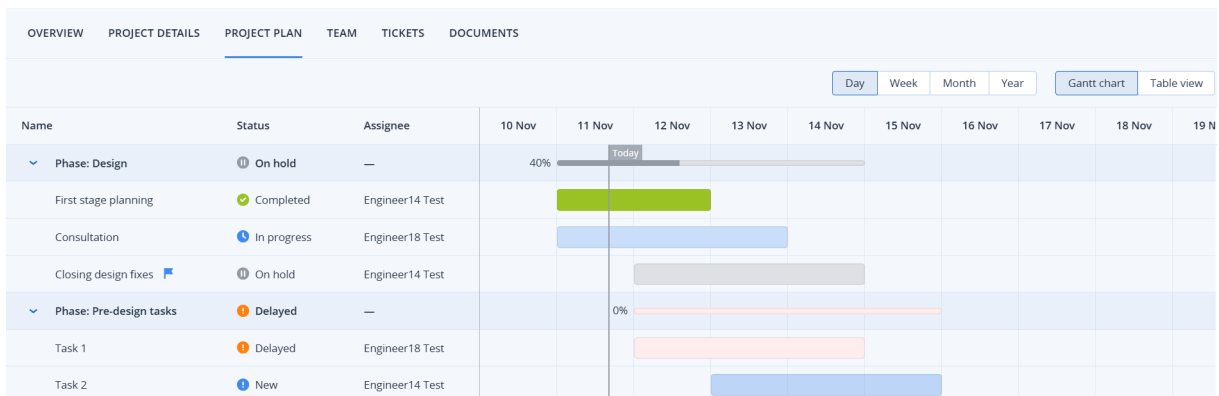 OVERVIEW PROJECT DETAILS PROJECT PLAN TEAM TICKETS DOCUMENTS
Day Week Month Year Gantt chart Table view
Name Status Assignee 10 Nov 11 Nov 12 Nov 13 Nov 14 Nov 15 Nov 16 Nov 17 Nov 18 Nov 19 N
Today
Phase: Design On hold — 40%
First stage planning Completed Engineer14 Test
Consultation In progress Engineer18 Test
Closing design fixes On hold Engineer14 Test
Phase: Pre-design tasks Delayed — 0%
Task 1 Delayed Engineer18 Test
Task 2 New Engineer14 Test